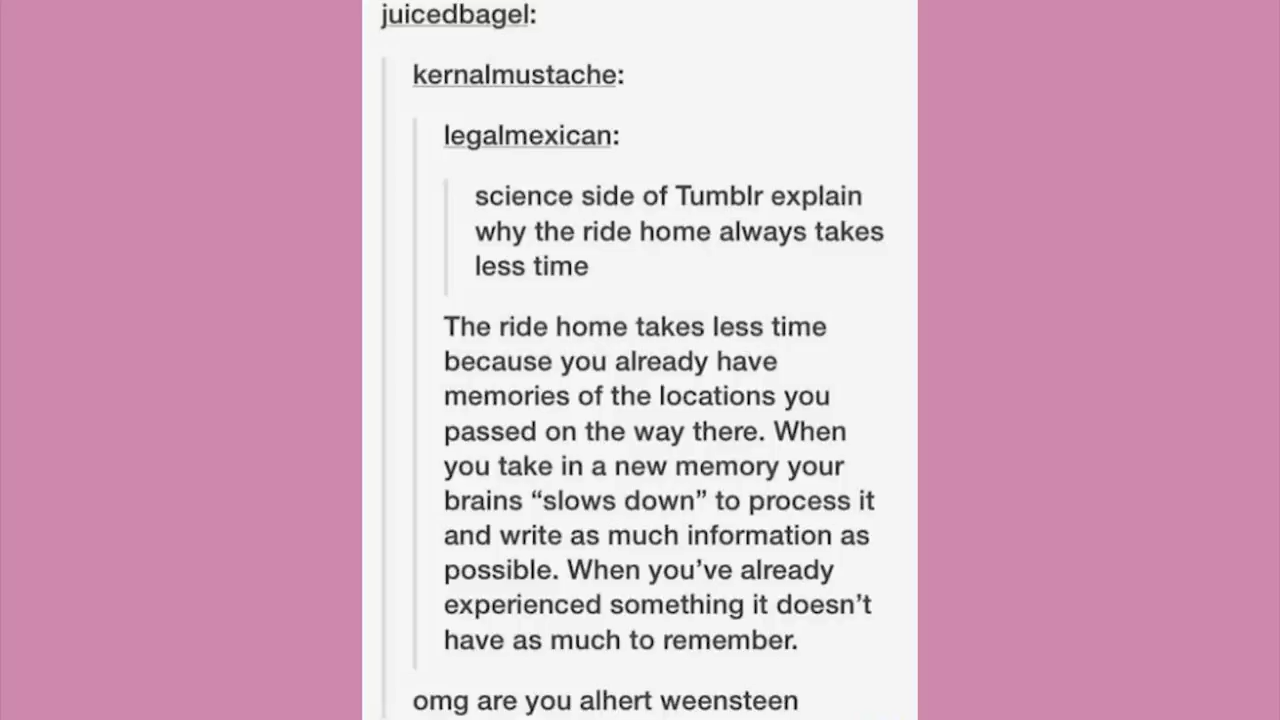 juicedbagel:
kernalmustache:
legalmexican:
science side of Tumblr explain
why the ride home always takes
less time
The ride home takes less time
because you already have
memories of the locations you
passed on the way there. When
you take in a new memory your
brains “slows down” to process it
and write as much information as
possible. When you’ve already
experienced something it doesn’t
have as much to remember.
omg are you alhert weensteen